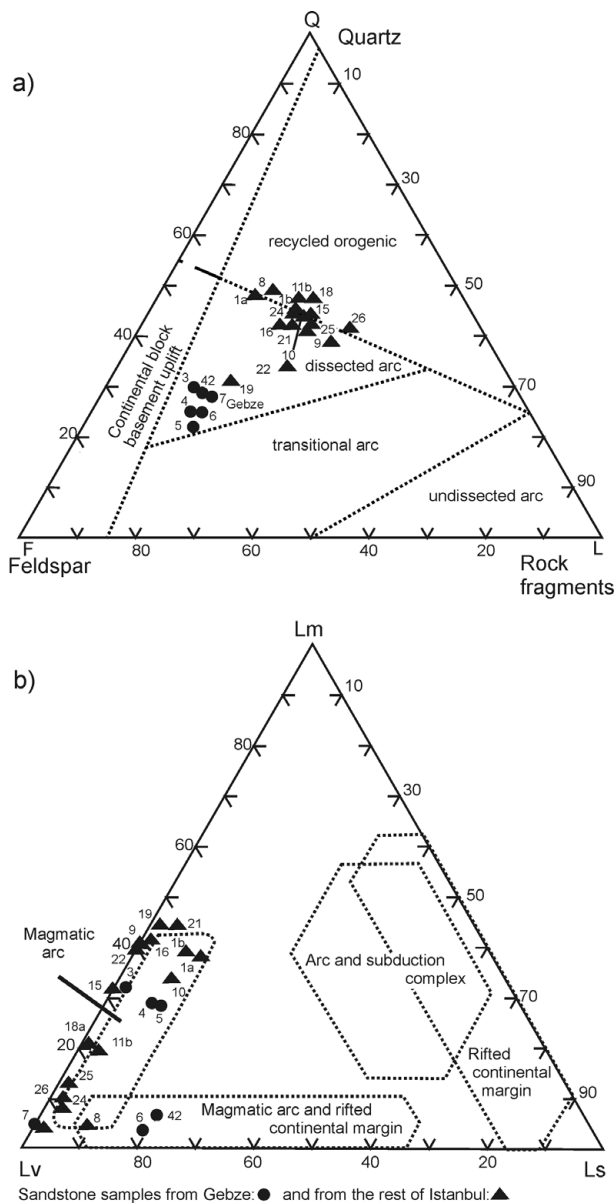 a)
Q
Quartz
10
80
30
60
recycled orogenic
50
8
11b
18
1a
1b
15
24
26
40
16
21
25
9
10
22
dissected arc
Continental block
basement uplift
3
42
19
70
4
7
Gebze
6
5
20
transitional arc
90
undissected arc
F
80
60
40
20
L
Feldspar
Rock
fragments
b)
Lm
10
80
30
60
50
19
21
9
40
16
1b
22
1a
Magmatic
arc
Arc and subduction
complex
3
10
15
70
4
5
18a
20
11b
Rifted
continental
margin
25
26
24
90
7
8
6
42
Magmatic arc and rifted
continental margin
Lv
80
60
40
20
Ls
Sandstone samples from Gebze: and from the rest of Istanbul: